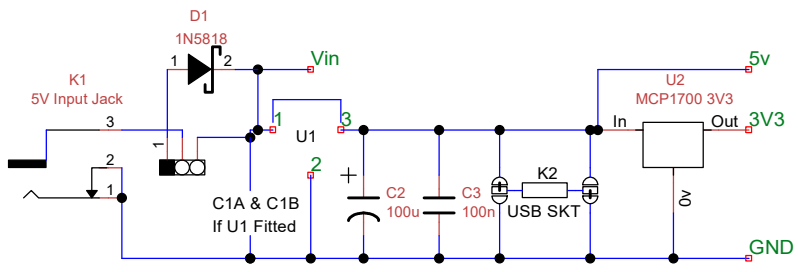 D1
1N5818
1
2
Vin
K1
5V Input Jack
3
2
1
1
1
U1
3
2
C1A & C1B
If U1 Fitted
+
C2
100u
C3
100n
K2
USB SKT
5v
U2
MCP1700 3V3
In
Out
3V3
0v
GND